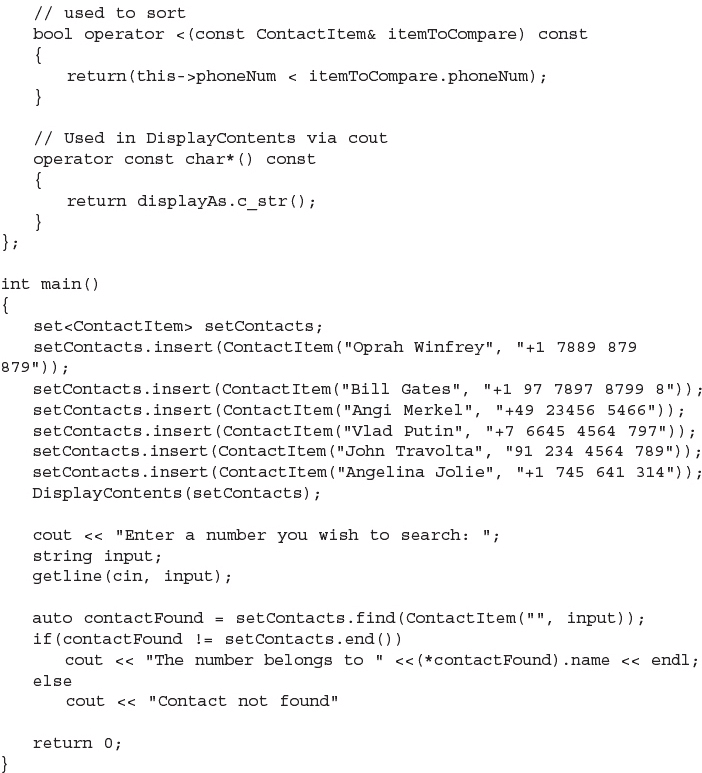 // used to sort
bool operator <(const ContactItem& itemToCompare) const
{
return(this->phoneNum < itemToCompare.phoneNum);
}
// Used in DisplayContents via cout
operator const char*() const
{
return displayAs.c_str();
}
};
int main()
{
set<ContactItem> setContacts;
setContacts.insert(ContactItem("Oprah Winfrey", "+1 7889 879
879"));
setContacts.insert(ContactItem("Bill Gates", "+1 97 7897 8799 8"));
setContacts.insert(ContactItem("Angi Merkel", "+49 23456 5466"));
setContacts.insert(ContactItem("Vlad Putin", "+7 6645 4564 797"));
setContacts.insert(ContactItem("John Travolta", "91 234 4564 789"));
setContacts.insert(ContactItem("Angelina Jolie", "+1 745 641 314"));
DisplayContents(setContacts);
cout << "Enter a number you wish to search: ";
string input;
getline(cin, input);
auto contactFound = setContacts.find(ContactItem("", input));
if(contactFound != setContacts.end())
cout << "The number belongs to " <<(*contactFound).name << endl;
else
cout << "Contact not found"
return 0;
}